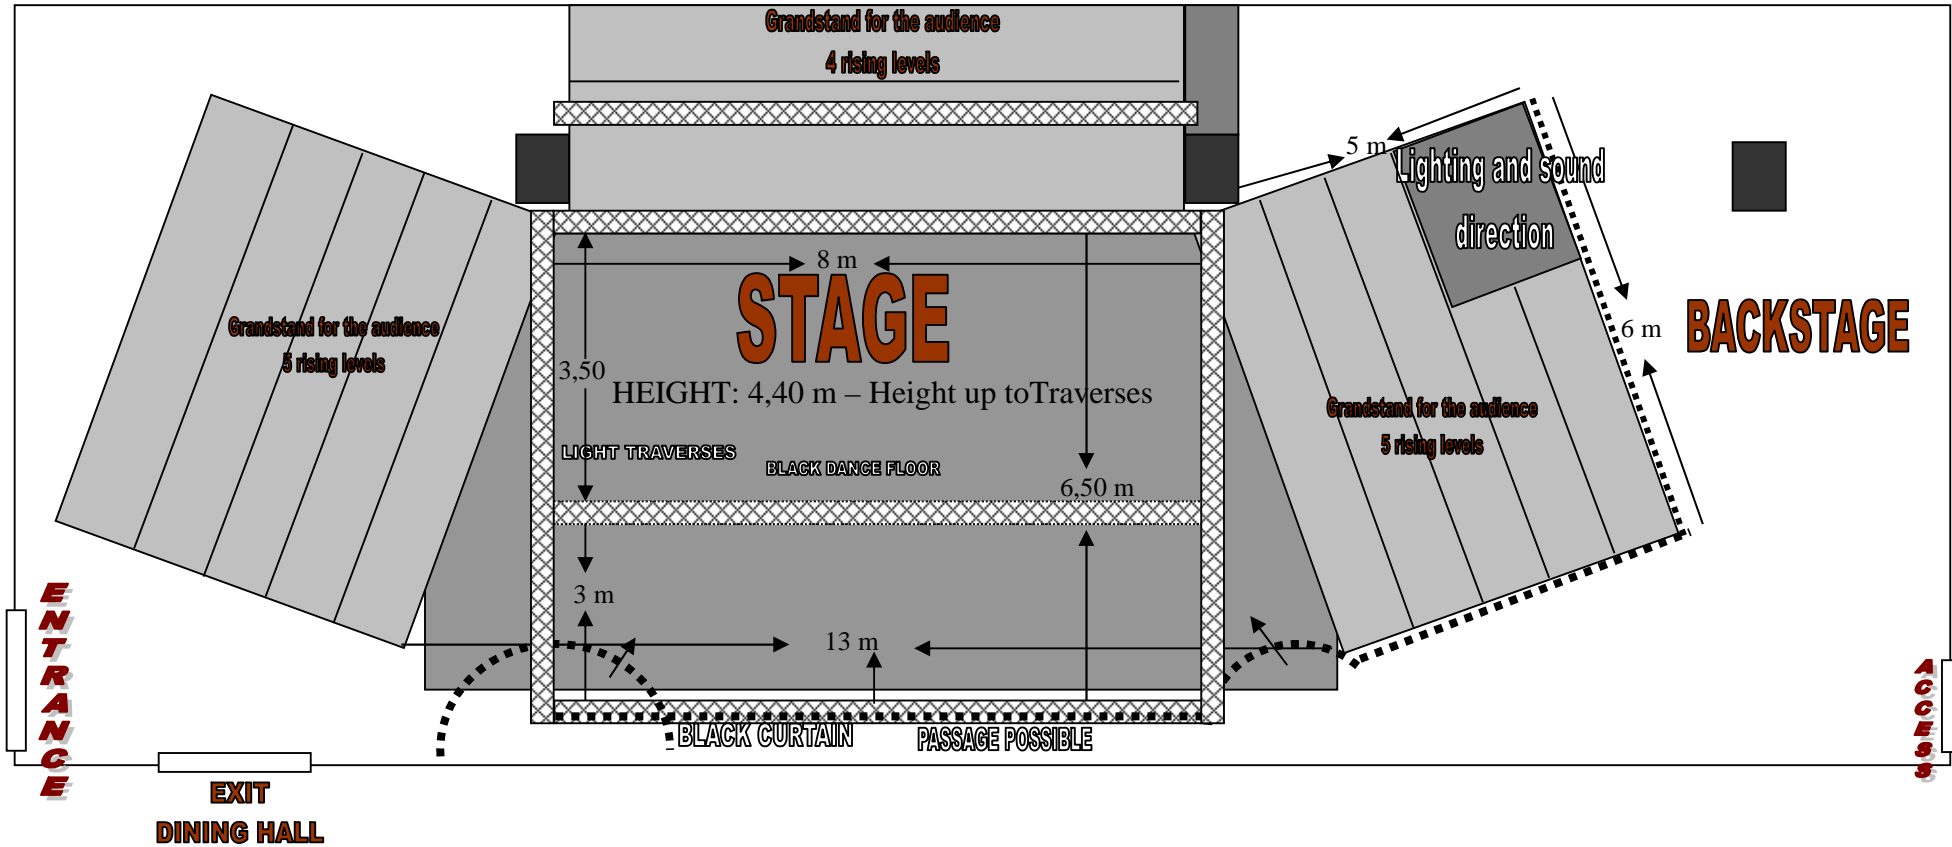 Grandstand for the audience
4 rising levels
5 m
Lighting and sound
direction
8 m
STAGE
BACKSTAGE
Grandstand for the audience
5 rising levels
6 m
3,50
HEIGHT: 4,40 m – Height up toTraverses
Grandstand for the audience
5 rising levels
LIGHT TRAVERSES
BLACK DANCE FLOOR
6,50 m
3 m
13 m
ENTRANCE
ACCESS
BLACK CURTAIN
PASSAGE POSSIBLE
EXIT
DINING HALL